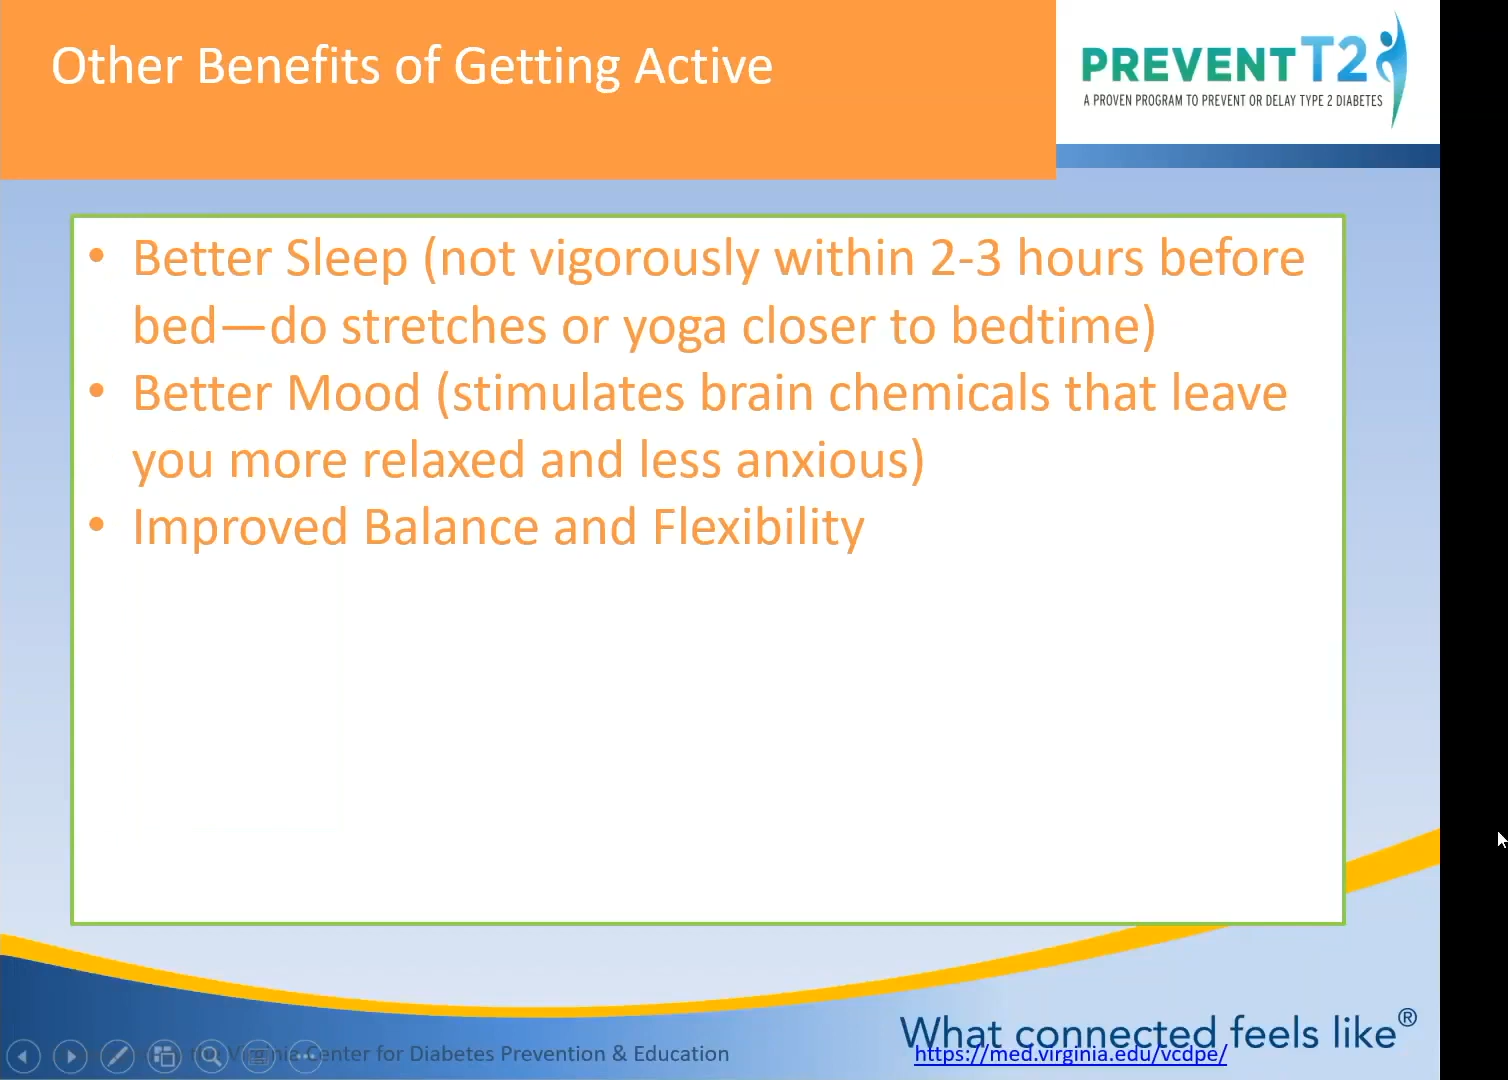 Other Benefits of Getting Active
PREVENT T2
A PROVEN PROGRAM TO PREVENT OR DELAY TYPE 2 DIABETES
• Better Sleep (not vigorously within 2-3 hours before
bed—do stretches or yoga closer to bedtime)
• Better Mood (stimulates brain chemicals that leave
you more relaxed and less anxious)
• Improved Balance and Flexibility
What connected feels like®
Virginia Center for Diabetes Prevention & Education
https://med.virginia.edu/vcdpe/